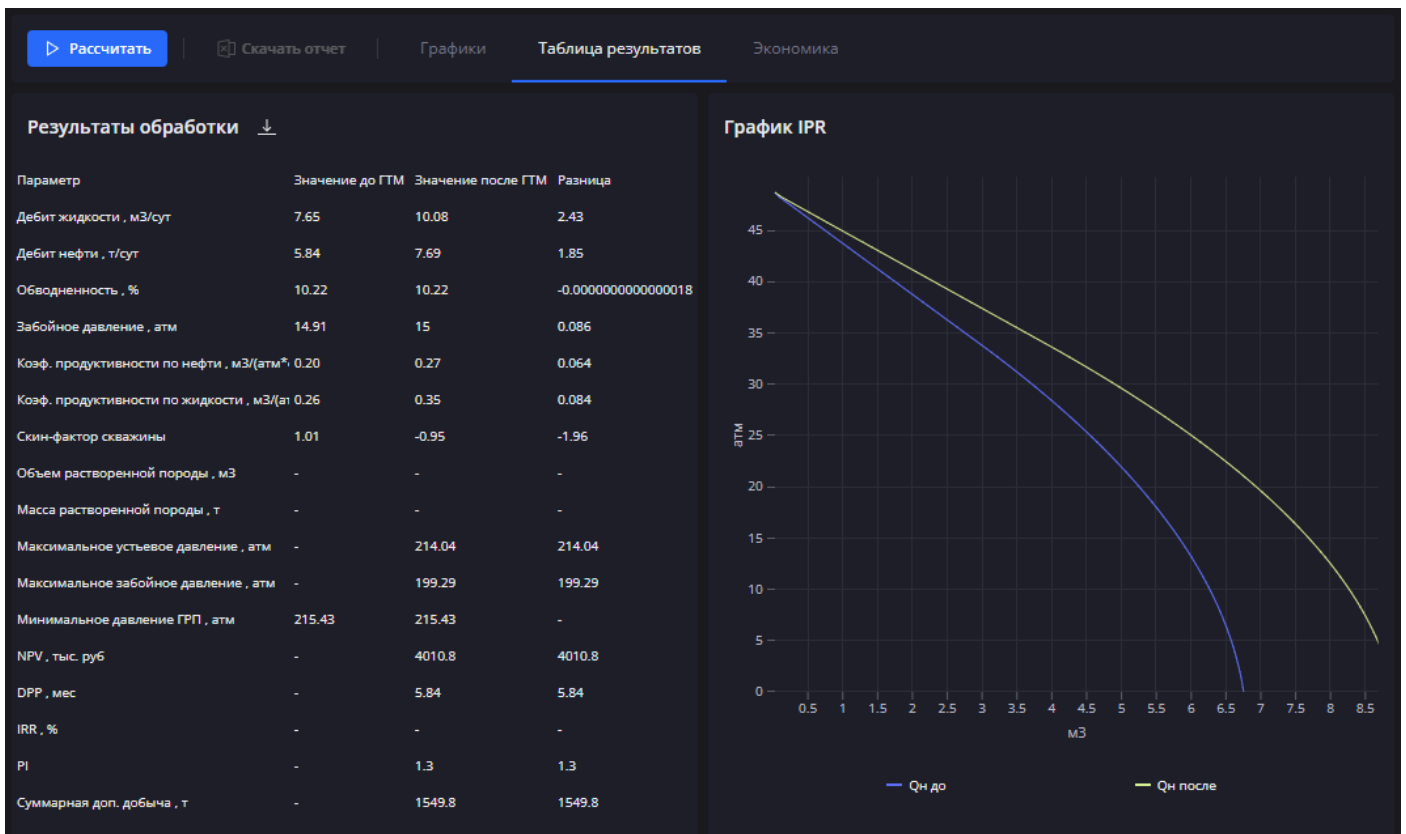 Рассчитать Скачать отчет Графики Таблица результатов Экономика
Результаты обработки
Параметр Значение до ГТМ Значение после ГТМ Разница
Дебит жидкости , м3/сут 7.65 10.08 2.43
Дебит нефти , т/сут 5.84 7.69 1.85
Обводненность , % 10.22 10.22 -0.0000000000000018
Забойное давление , атм 14.91 15 0.086
Коэф. продуктивности по нефти , м3/(атм* 0.20 0.27 0.064
Коэф. продуктивности по жидкости , м3/(ат 0.26 0.35 0.084
Скин-фактор скважины 1.01 -0.95 -1.96
Объем растворенной породы , м3 - - -
Масса растворенной породы , т - - -
Максимальное устьевое давление , атм - 214.04 214.04
Максимальное забойное давление , атм - 199.29 199.29
Минимальное давление ГРП , атм 215.43 215.43 -
NPV , тыс. руб - 4010.8 4010.8
DPP , мес - 5.84 5.84
IRR , % - - -
PI - 1.3 1.3
Суммарная доп. добыча , т - 1549.8 1549.8
График IPR
45
40
35
30
25
20
15
10
5
0
атм
0.5 1 1.5 2 2.5 3 3.5 4 4.5 5 5.5 6 6.5 7 7.5 8 8.5
м3
Qн до Qн после